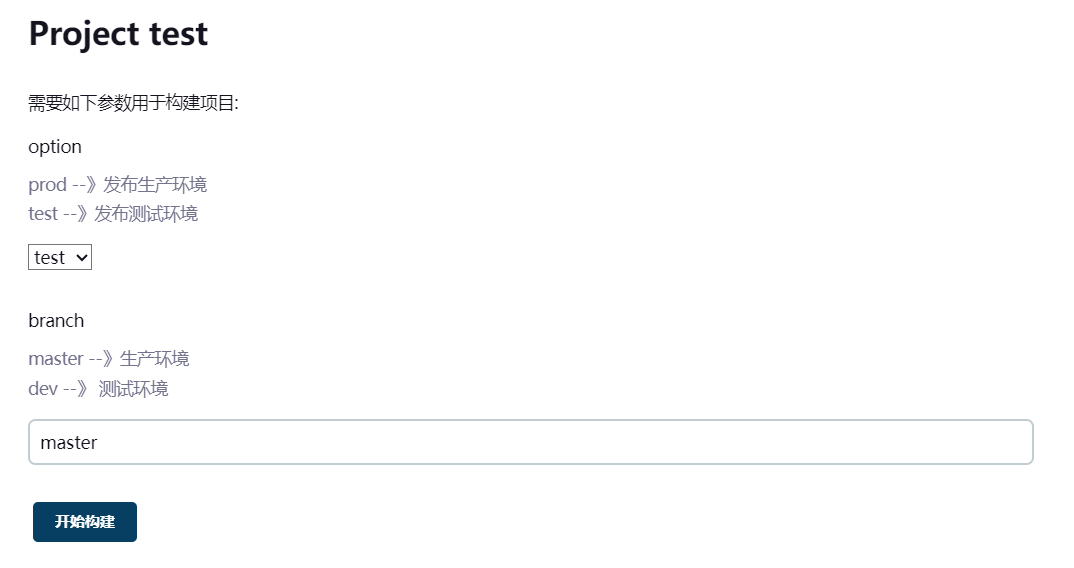 Project test
需要如下参数用于构建项目:
option
prod --》发布生产环境
test --》发布测试环境
test
branch
master --》生产环境
dev --》 测试环境
master
开始构建